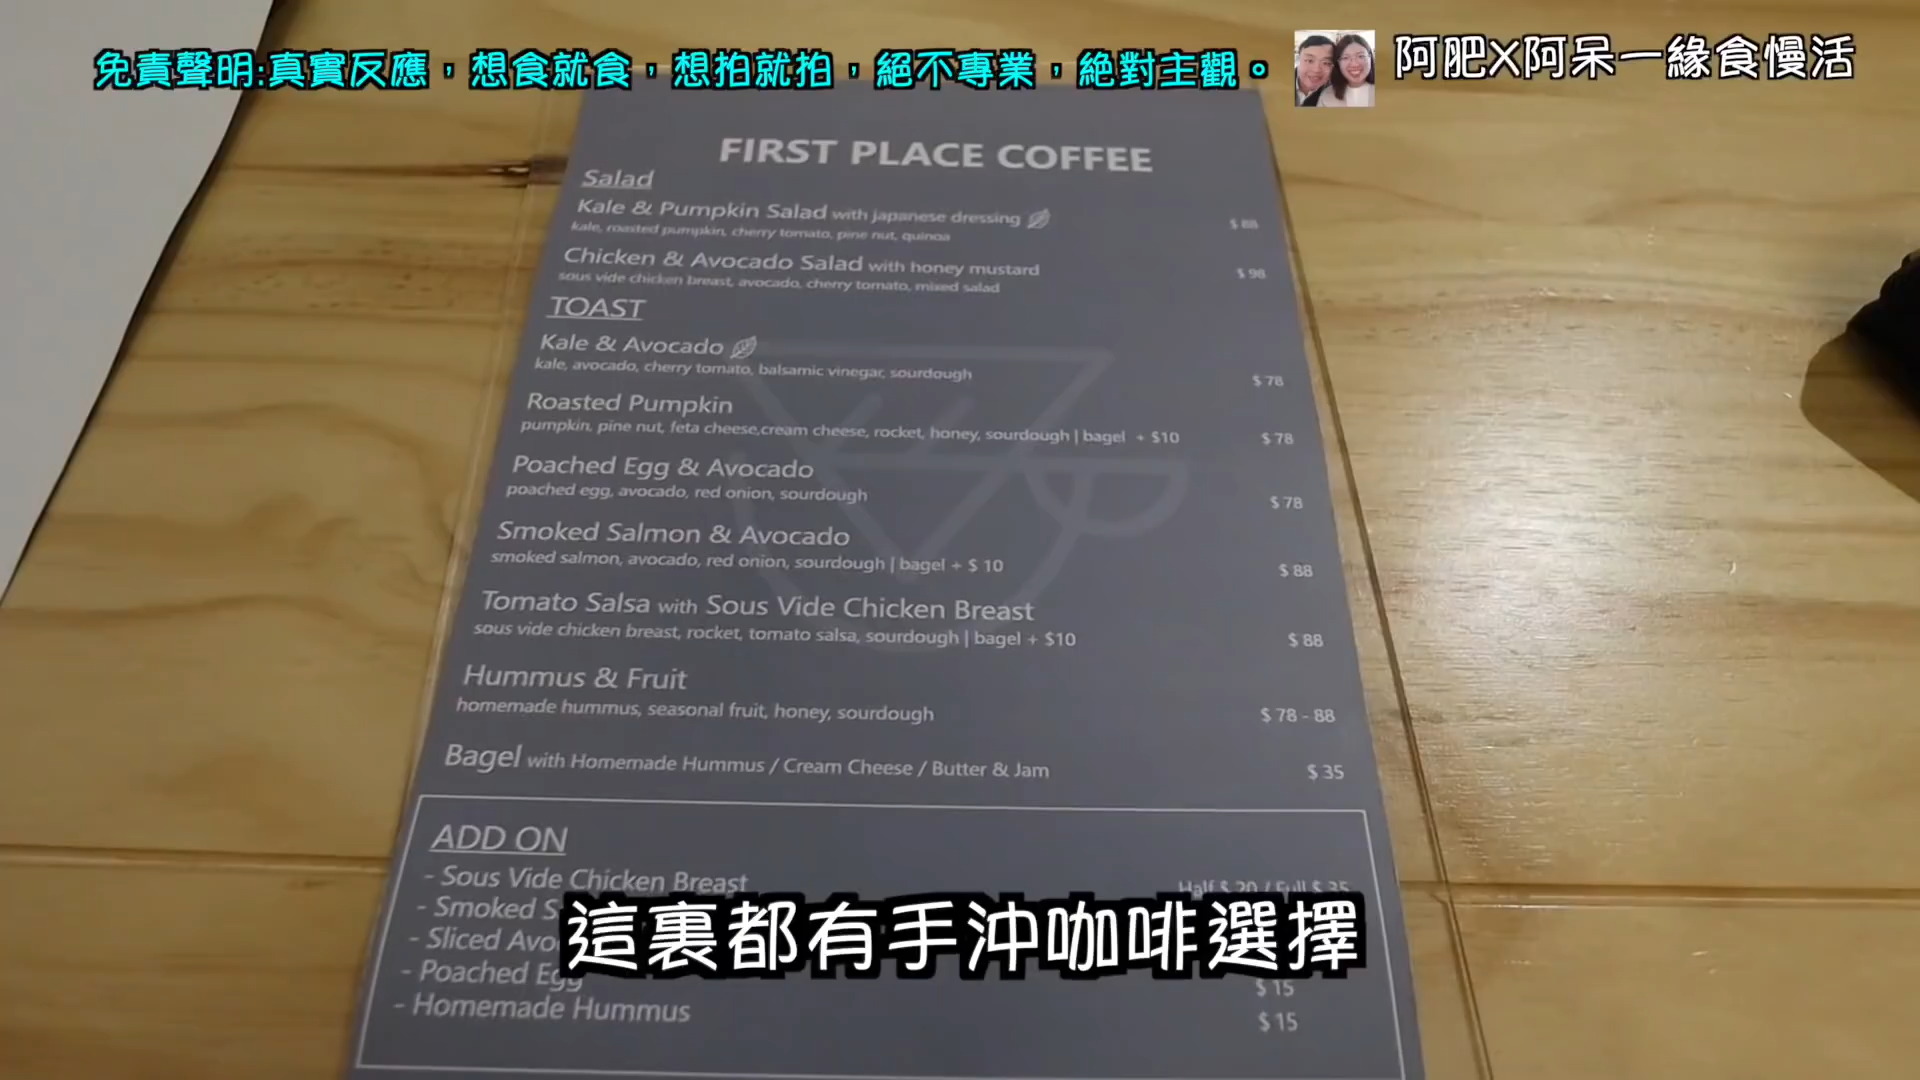 免責聲明:真實反應，想食就食，想拍就拍，絕不專業，絶對主觀。
阿肥X阿呆一緣食慢活
FIRST PLACE COFFEE
Salad
Kale & Pumpkin Salad with japanese dressing $ 88
kale, roasted pumpkin, cherry tomato, pine nut, quinoa
Chicken & Avocado Salad with honey mustard $ 98
sous vide chicken breast, avocado, cherry tomato, mixed salad
TOAST
Kale & Avocado
kale, avocado, cherry tomato, balsamic vinegar, sourdough $ 78
Roasted Pumpkin
pumpkin, pine nut, feta cheese,cream cheese, rocket, honey, sourdough | bagel + $10 $ 78
Poached Egg & Avocado
poached egg, avocado, red onion, sourdough $ 78
Smoked Salmon & Avocado
smoked salmon, avocado, red onion, sourdough | bagel + $ 10 $ 88
Tomato Salsa with Sous Vide Chicken Breast
sous vide chicken breast, rocket, tomato salsa, sourdough | bagel + $10 $ 88
Hummus & Fruit
homemade hummus, seasonal fruit, honey, sourdough $ 78 - 88
Bagel with Homemade Hummus / Cream Cheese / Butter & Jam $ 35
ADD ON
- Sous Vide Chicken Breast Half $ 20 / Full $ 35
- Smoked
- Sliced
- Poached Egg $ 15
- Homemade Hummus $ 15
這裏都有手沖咖啡選擇